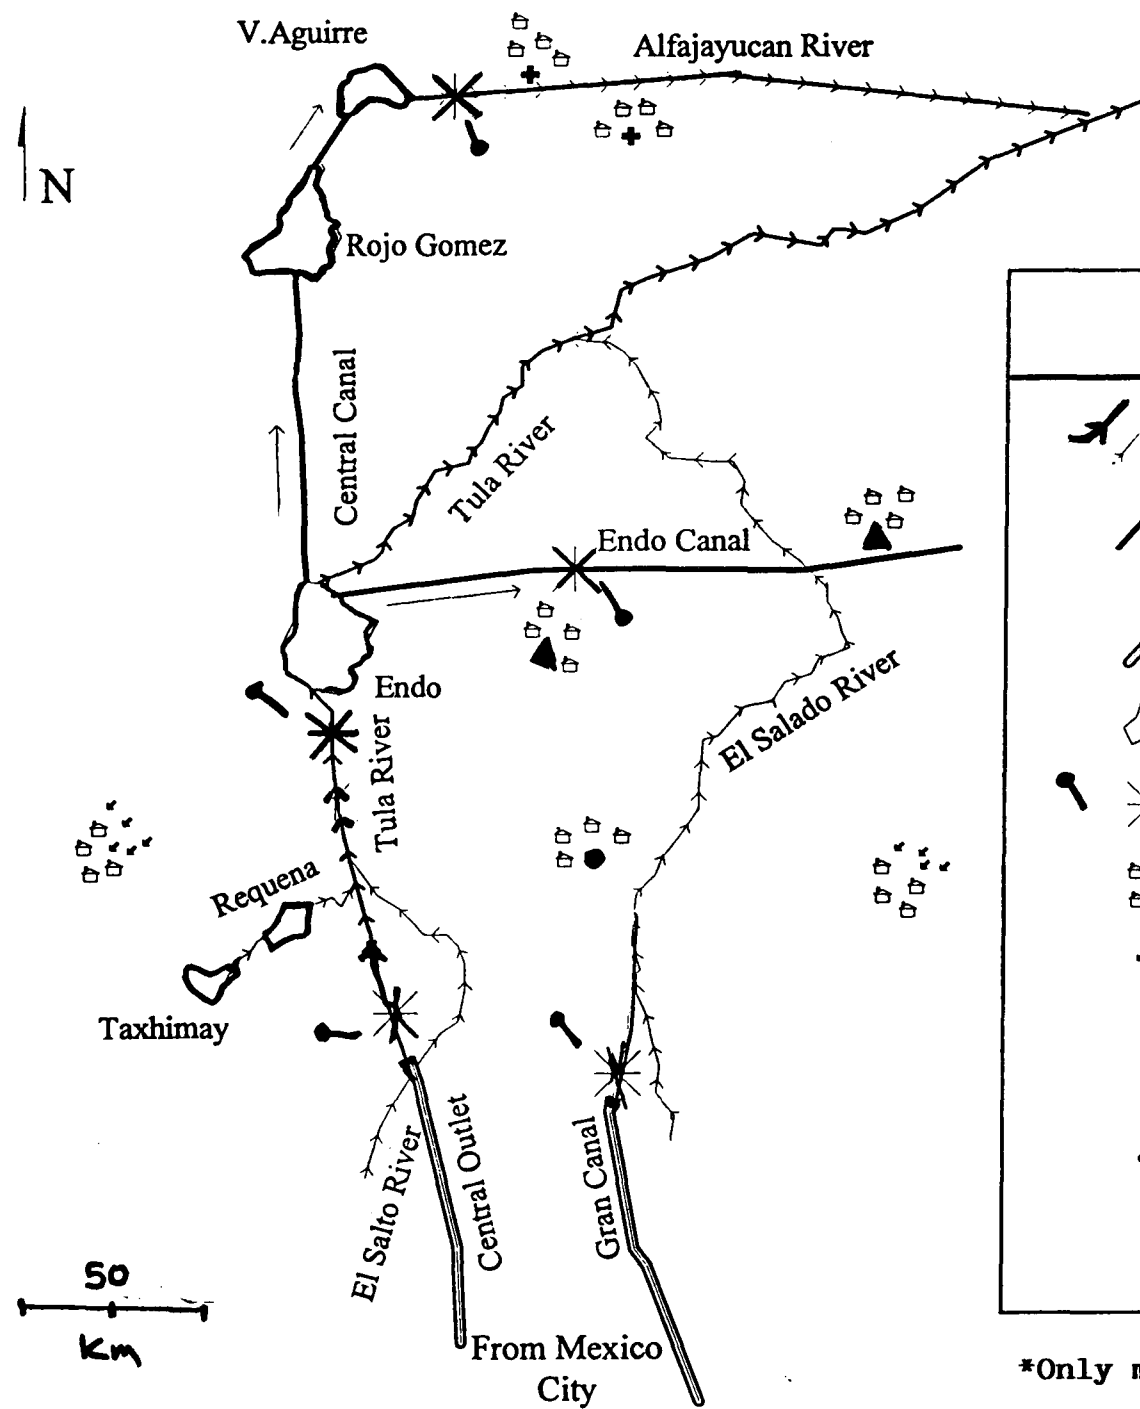 V.Aguirre
Alfajayucan River
N
Rojo Gomez
Central Canal
Tula River
Endo Canal
Endo
El Salado River
Tula River
Requena
Taxhimay
El Salto River
Central Outlet
Gran Canal
50
Km
From Mexico
City
*Only